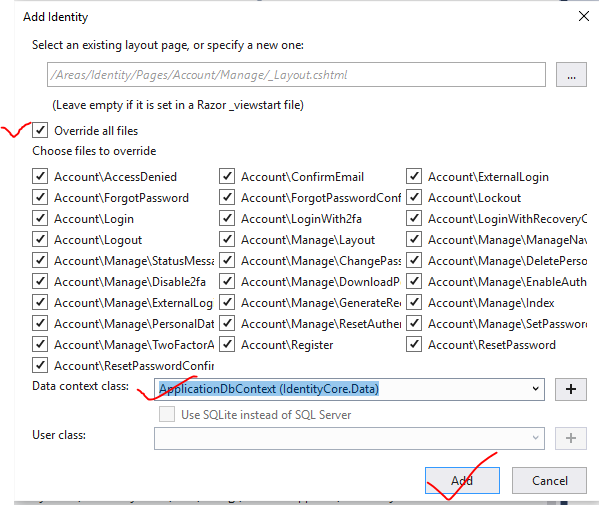 Add Identity
Select an existing layout page, or specify a new one:
/Areas/Identity/Pages/Account/Manage/_Layout.cshtml
...
(Leave empty if it is set in a Razor _viewstart file)
Override all files
Choose files to override
Account\AccessDenied Account\ConfirmEmail Account\ExternalLogin
Account\ForgotPassword Account\ForgotPasswordConf Account\Lockout
Account\Login Account\LoginWith2fa Account\LoginWithRecoveryC
Account\Logout Account\Manage\Layout Account\Manage\ManageNav
Account\Manage\StatusMessa Account\Manage\ChangePass Account\Manage\DeletePerso
Account\Manage\Disable2fa Account\Manage\DownloadP Account\Manage\EnableAuth
Account\Manage\ExternalLog Account\Manage\GenerateRec Account\Manage\Index
Account\Manage\PersonalDat Account\Manage\ResetAuther Account\Manage\SetPassword
Account\Manage\TwoFactorA Account\Register Account\ResetPassword
Account\ResetPasswordConfir
Data context class: ApplicationDbContext (IdentityCore.Data)
Use SQLite instead of SQL Server
User class:
Add Cancel